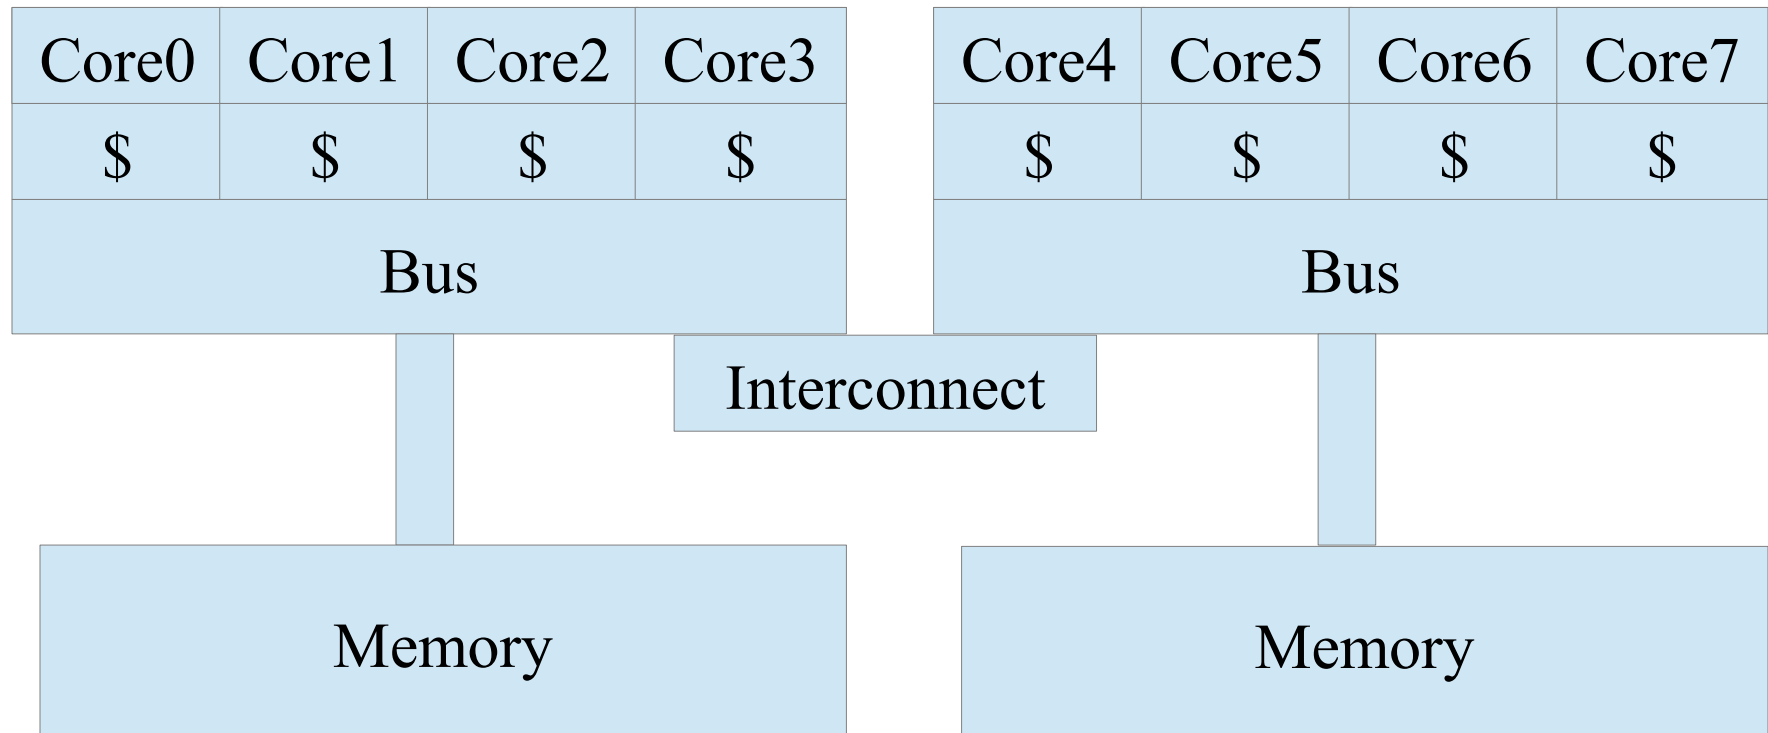 Core0 Core1 Core2 Core3 Core4 Core5 Core6 Core7
$ $ $ $ $ $ $ $
Bus Bus
Interconnect
Memory Memory